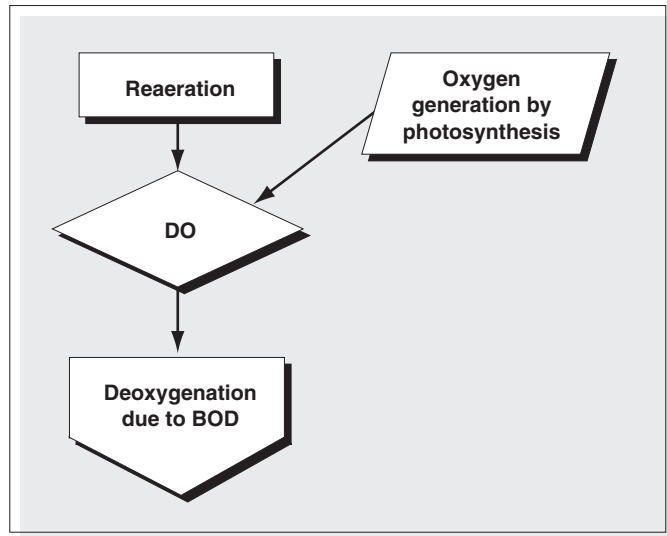 Reaeration
Oxygen
generation by
photosynthesis
DO
Deoxygenation
due to BOD